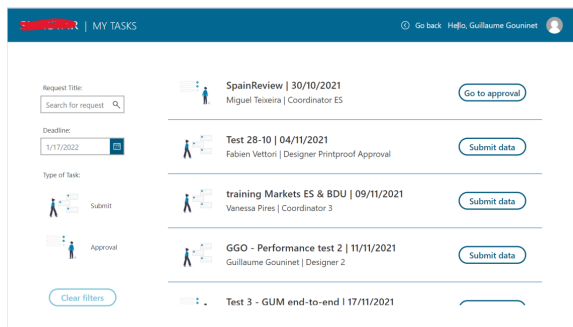 | MY TASKS
Go back Hello, Guillaume Gouninet
Request Title:
Search for request
Deadline:
1/17/2022
Type of Task:
Submit
Approval
Clear filters
SpainReview | 30/10/2021
Miguel Teixeira | Coordinator ES
Go to approval
Test 28-10 | 04/11/2021
Fabien Vettori | Designer Printproof Approval
Submit data
training Markets ES & BDU | 09/11/2021
Vanessa Pires | Coordinator 3
Submit data
GGO - Performance test 2 | 11/11/2021
Guillaume Gouninet | Designer 2
Submit data
Test 3 - GUM end-to-end | 17/11/2021